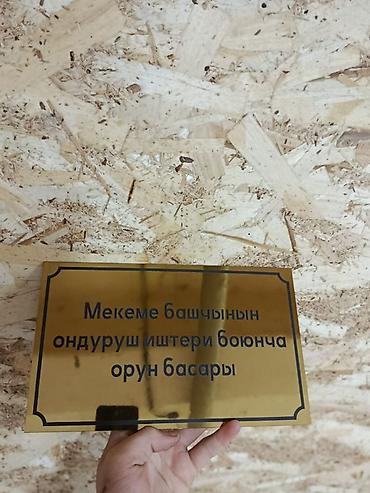 Мекеме башчынын
ондуруш иштери боюнча
орун басары